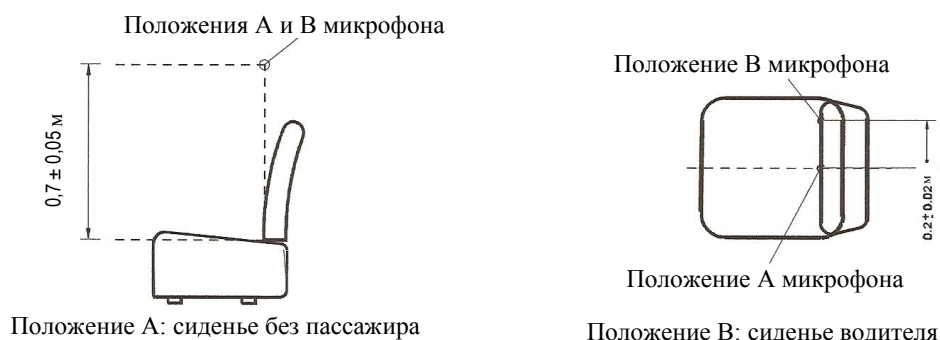 Положения А и В микрофона
0,7 ± 0,05 м
Положение А: сиденье без пассажира
Положение В микрофона
0.2± 0.02м
Положение А микрофона
Положение В: сиденье водителя